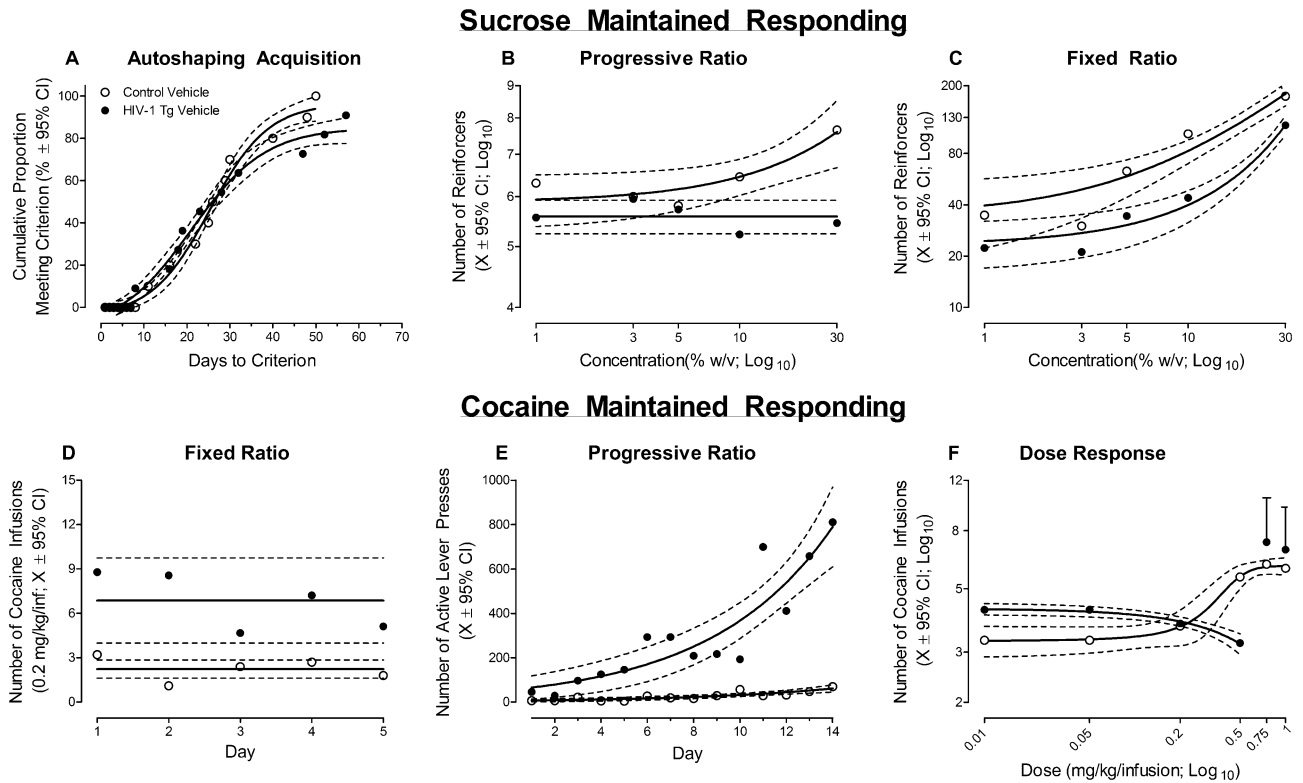 Sucrose Maintained Responding
A Autoshaping Acquisition
Cumulative Proportion
Meeting Criterion (% ± 95% CI)
100
80
60
40
20
0
Control Vehicle
HIV-1 Tg Vehicle
0 10 20 30 40 50 60 70
Days to Criterion
B Progressive Ratio
Number of Reinforcers
(X ± 95% CI; Log10)
9
8
7
6
5
4
1 3 5 10 30
Concentration(% w/v; Log10)
C Fixed Ratio
Number of Reinforcers
(X ± 95% CI; Log10)
200
130
80
40
20
10
1 3 5 10 30
Concentration(% w/v; Log10)
Cocaine Maintained Responding
D Fixed Ratio
Number of Cocaine Infusions
(0.2 mg/kg/inf; X ± 95% CI)
15
12
9
6
3
0
1 2 3 4 5
Day
E Progressive Ratio
Number of Active Lever Presses
(X ± 95% CI)
1000
800
600
400
200
0
2 4 6 8 10 12 14
Day
F Dose Response
Number of Cocaine Infusions
(X ± 95% CI; Log10)
12
8
5
3
2
0.01 0.05 0.2 0.5 0.75 1
Dose (mg/kg/infusion; Log10)